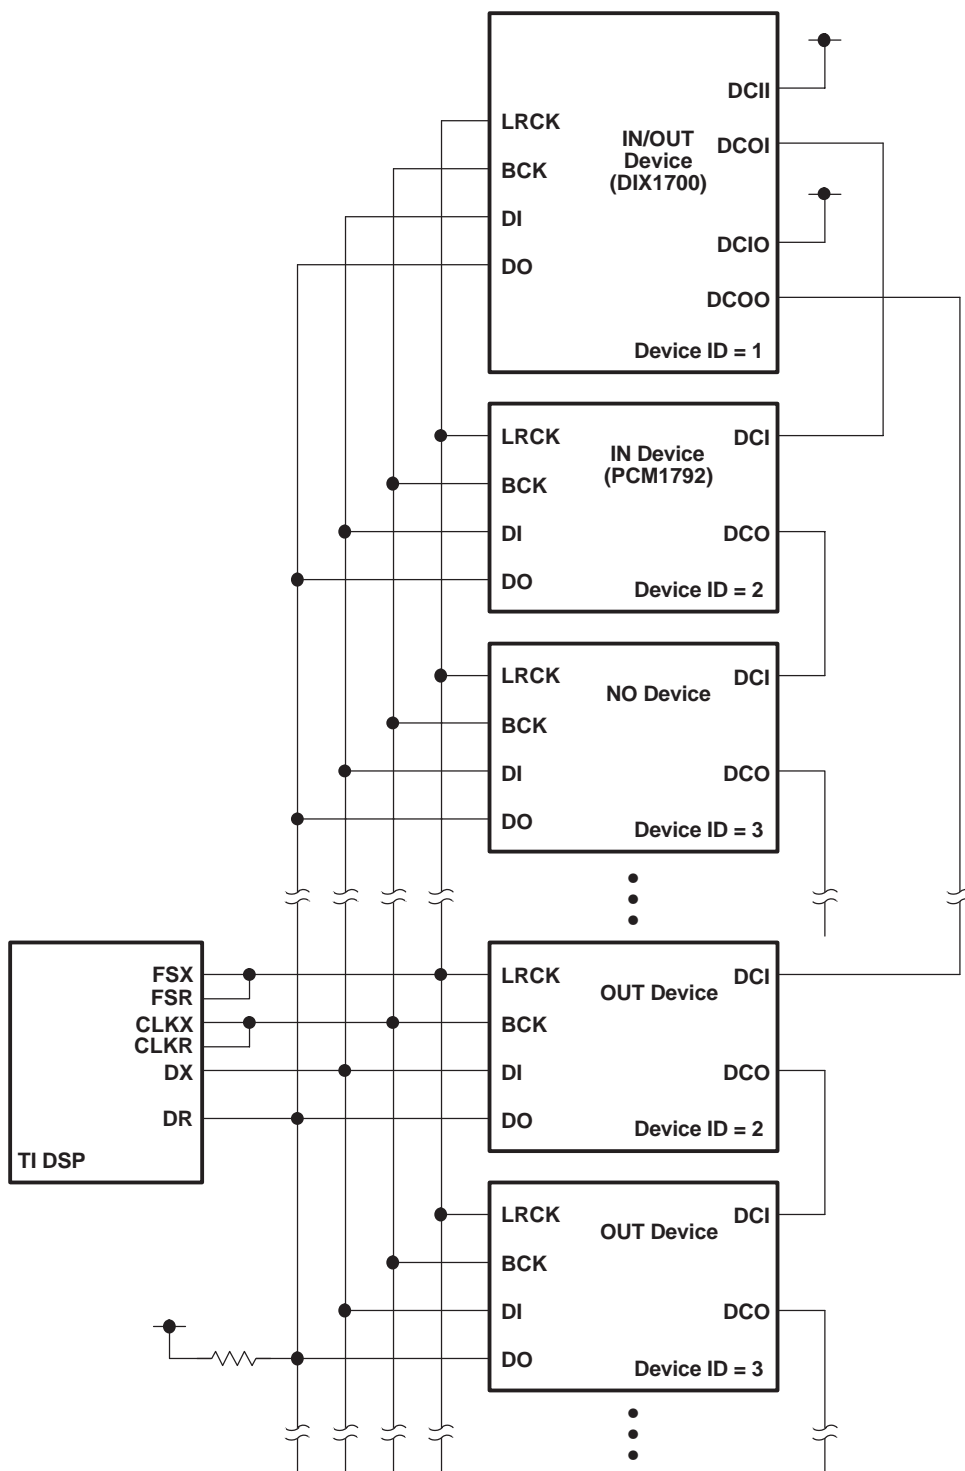 DCII
LRCK
IN/OUT
Device
(DIX1700)
DCOI
BCK
DI
DCIO
DO
DCOO
Device ID = 1
LRCK
DCI
IN Device
(PCM1792)
BCK
DI
DCO
DO
Device ID = 2
LRCK
DCI
NO Device
BCK
DI
DCO
DO
Device ID = 3
FSX
FSR
CLKX
CLKR
DX
DR
TI DSP
LRCK
DCI
OUT Device
BCK
DI
DCO
DO
Device ID = 2
LRCK
DCI
OUT Device
BCK
DI
DCO
DO
Device ID = 3